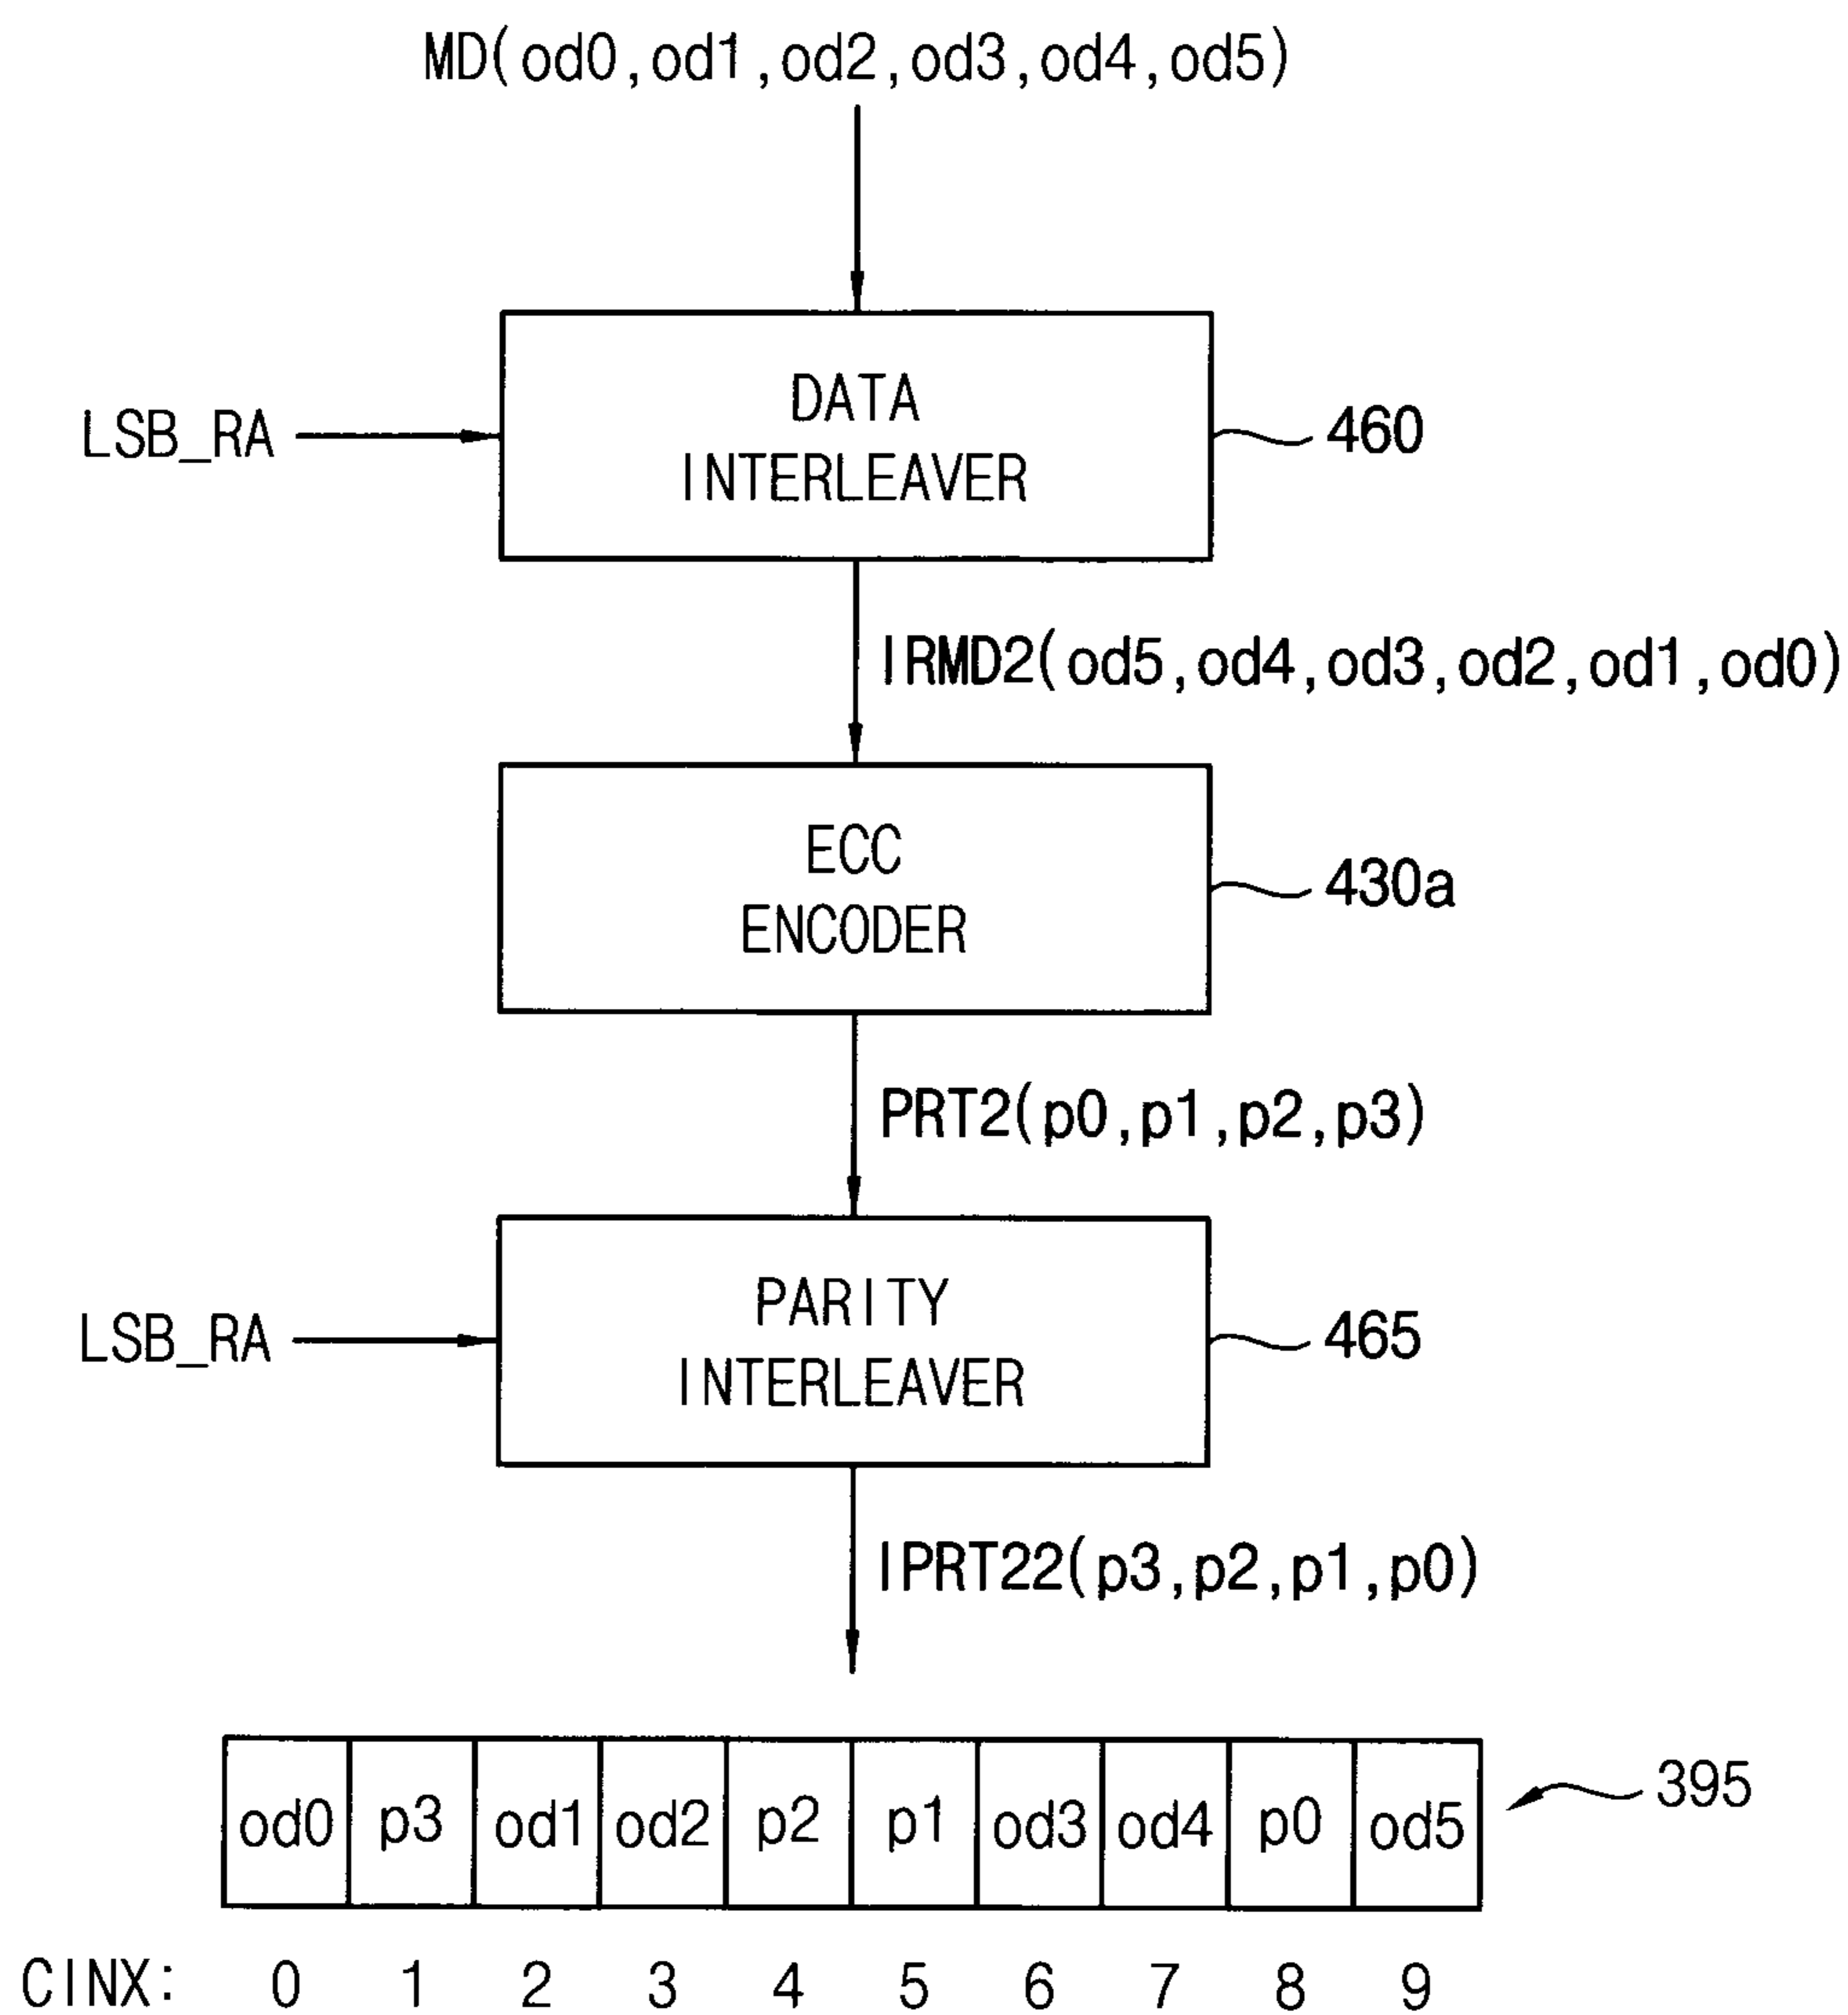 MD(od0,od1,od2,od3,od4,od5)
DATA
LSB_RA
460
INTERLEAVER
IRMD2(od5,od4,od3,od2,od1,od0)
ECC
430a
ENCODER
PRT2(p0,p1,p2,p3)
PARITY
LSB_RA
465
INTERLEAVER
IPRT22(p3,p2,p1,p0)
395
od0 p3 od1 od2 p2 p1 od3 od4 p0 od5
CINX: 0 1 2 3 4 5 6 7 8 9